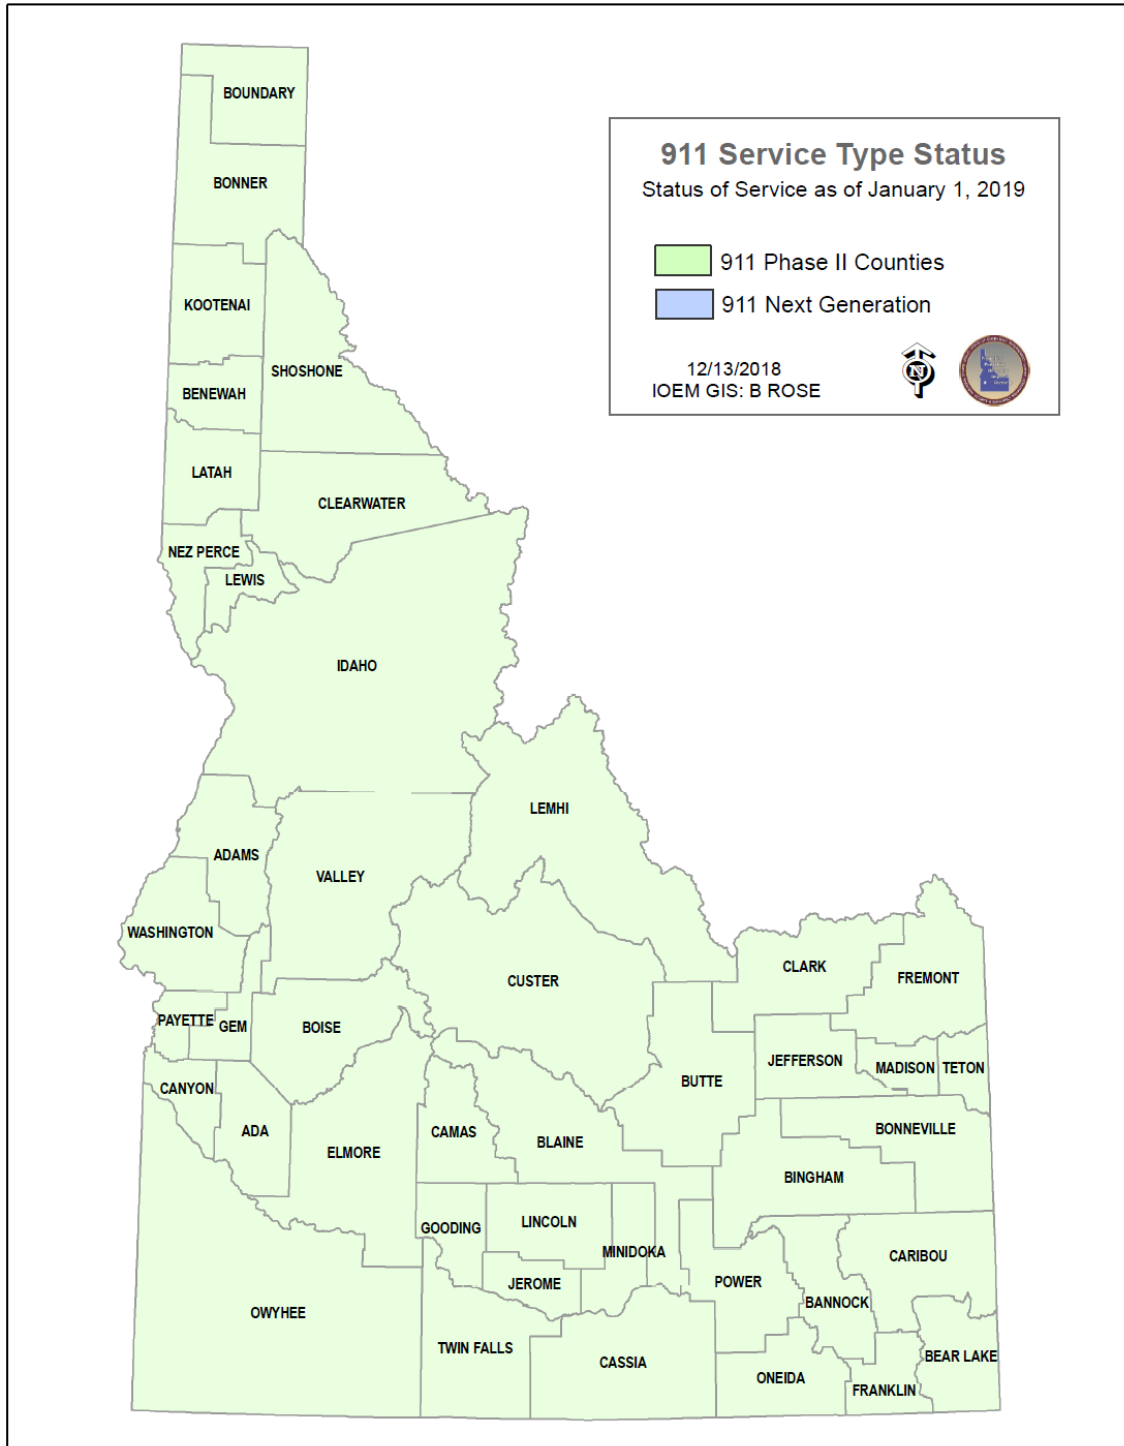 BOUNDARY
911 Service Type Status
Status of Service as of January 1, 2019
911 Phase II Counties
911 Next Generation
12/13/2018
IOEM GIS: B ROSE
N
BONNER
KOOTENAI
SHOSHONE
BENEWAH
LATAH
CLEARWATER
NEZ PERCE
LEWIS
IDAHO
LEMHI
ADAMS
VALLEY
WASHINGTON
CUSTER
CLARK
FREMONT
PAYETTE
GEM
BOISE
JEFFERSON
MADISON
TETON
BUTTE
CANYON
ADA
CAMAS
BLAINE
BONNEVILLE
ELMORE
BINGHAM
GOODING
LINCOLN
MINIDOKA
CARIBOU
JEROME
POWER
BANNOCK
OWYHEE
TWIN FALLS
CASSIA
BEAR LAKE
ONEIDA
FRANKLIN